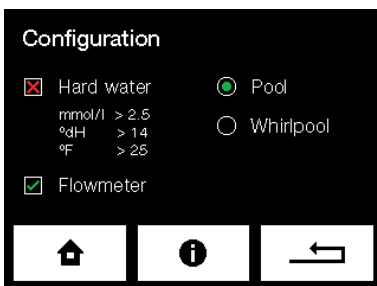 Configuration
Hard water
mmol/l > 2.5
°dH > 14
°F > 25
Flowmeter
Pool
Whirlpool